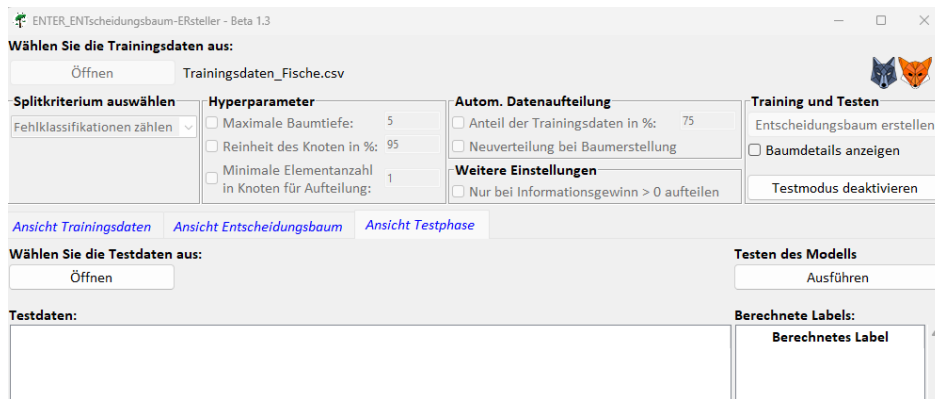 ENTER_ENTscheidungsbaum-ERsteller - Beta 1.3
Wählen Sie die Trainingsdaten aus:
Öffnen Trainingsdaten_Fische.csv
Splitkriterium auswählen
Fehlklassifikationen zählen
Hyperparameter
Maximale Baumtiefe: 5
Reinheit des Knoten in %: 95
Minimale Elementanzahl
in Knoten für Aufteilung: 1
Autom. Datenaufteilung
Anteil der Trainingsdaten in %: 75
Neuverteilung bei Baumerstellung
Weitere Einstellungen
Nur bei Informationsgewinn > 0 aufteilen
Training und Testen
Entscheidungsbaum erstellen
Baumdetails anzeigen
Testmodus deaktivieren
Ansicht Trainingsdaten Ansicht Entscheidungsbaum Ansicht Testphase
Wählen Sie die Testdaten aus:
Öffnen
Testen des Modells
Ausführen
Testdaten:
Berechnete Labels:
Berechnetes Label